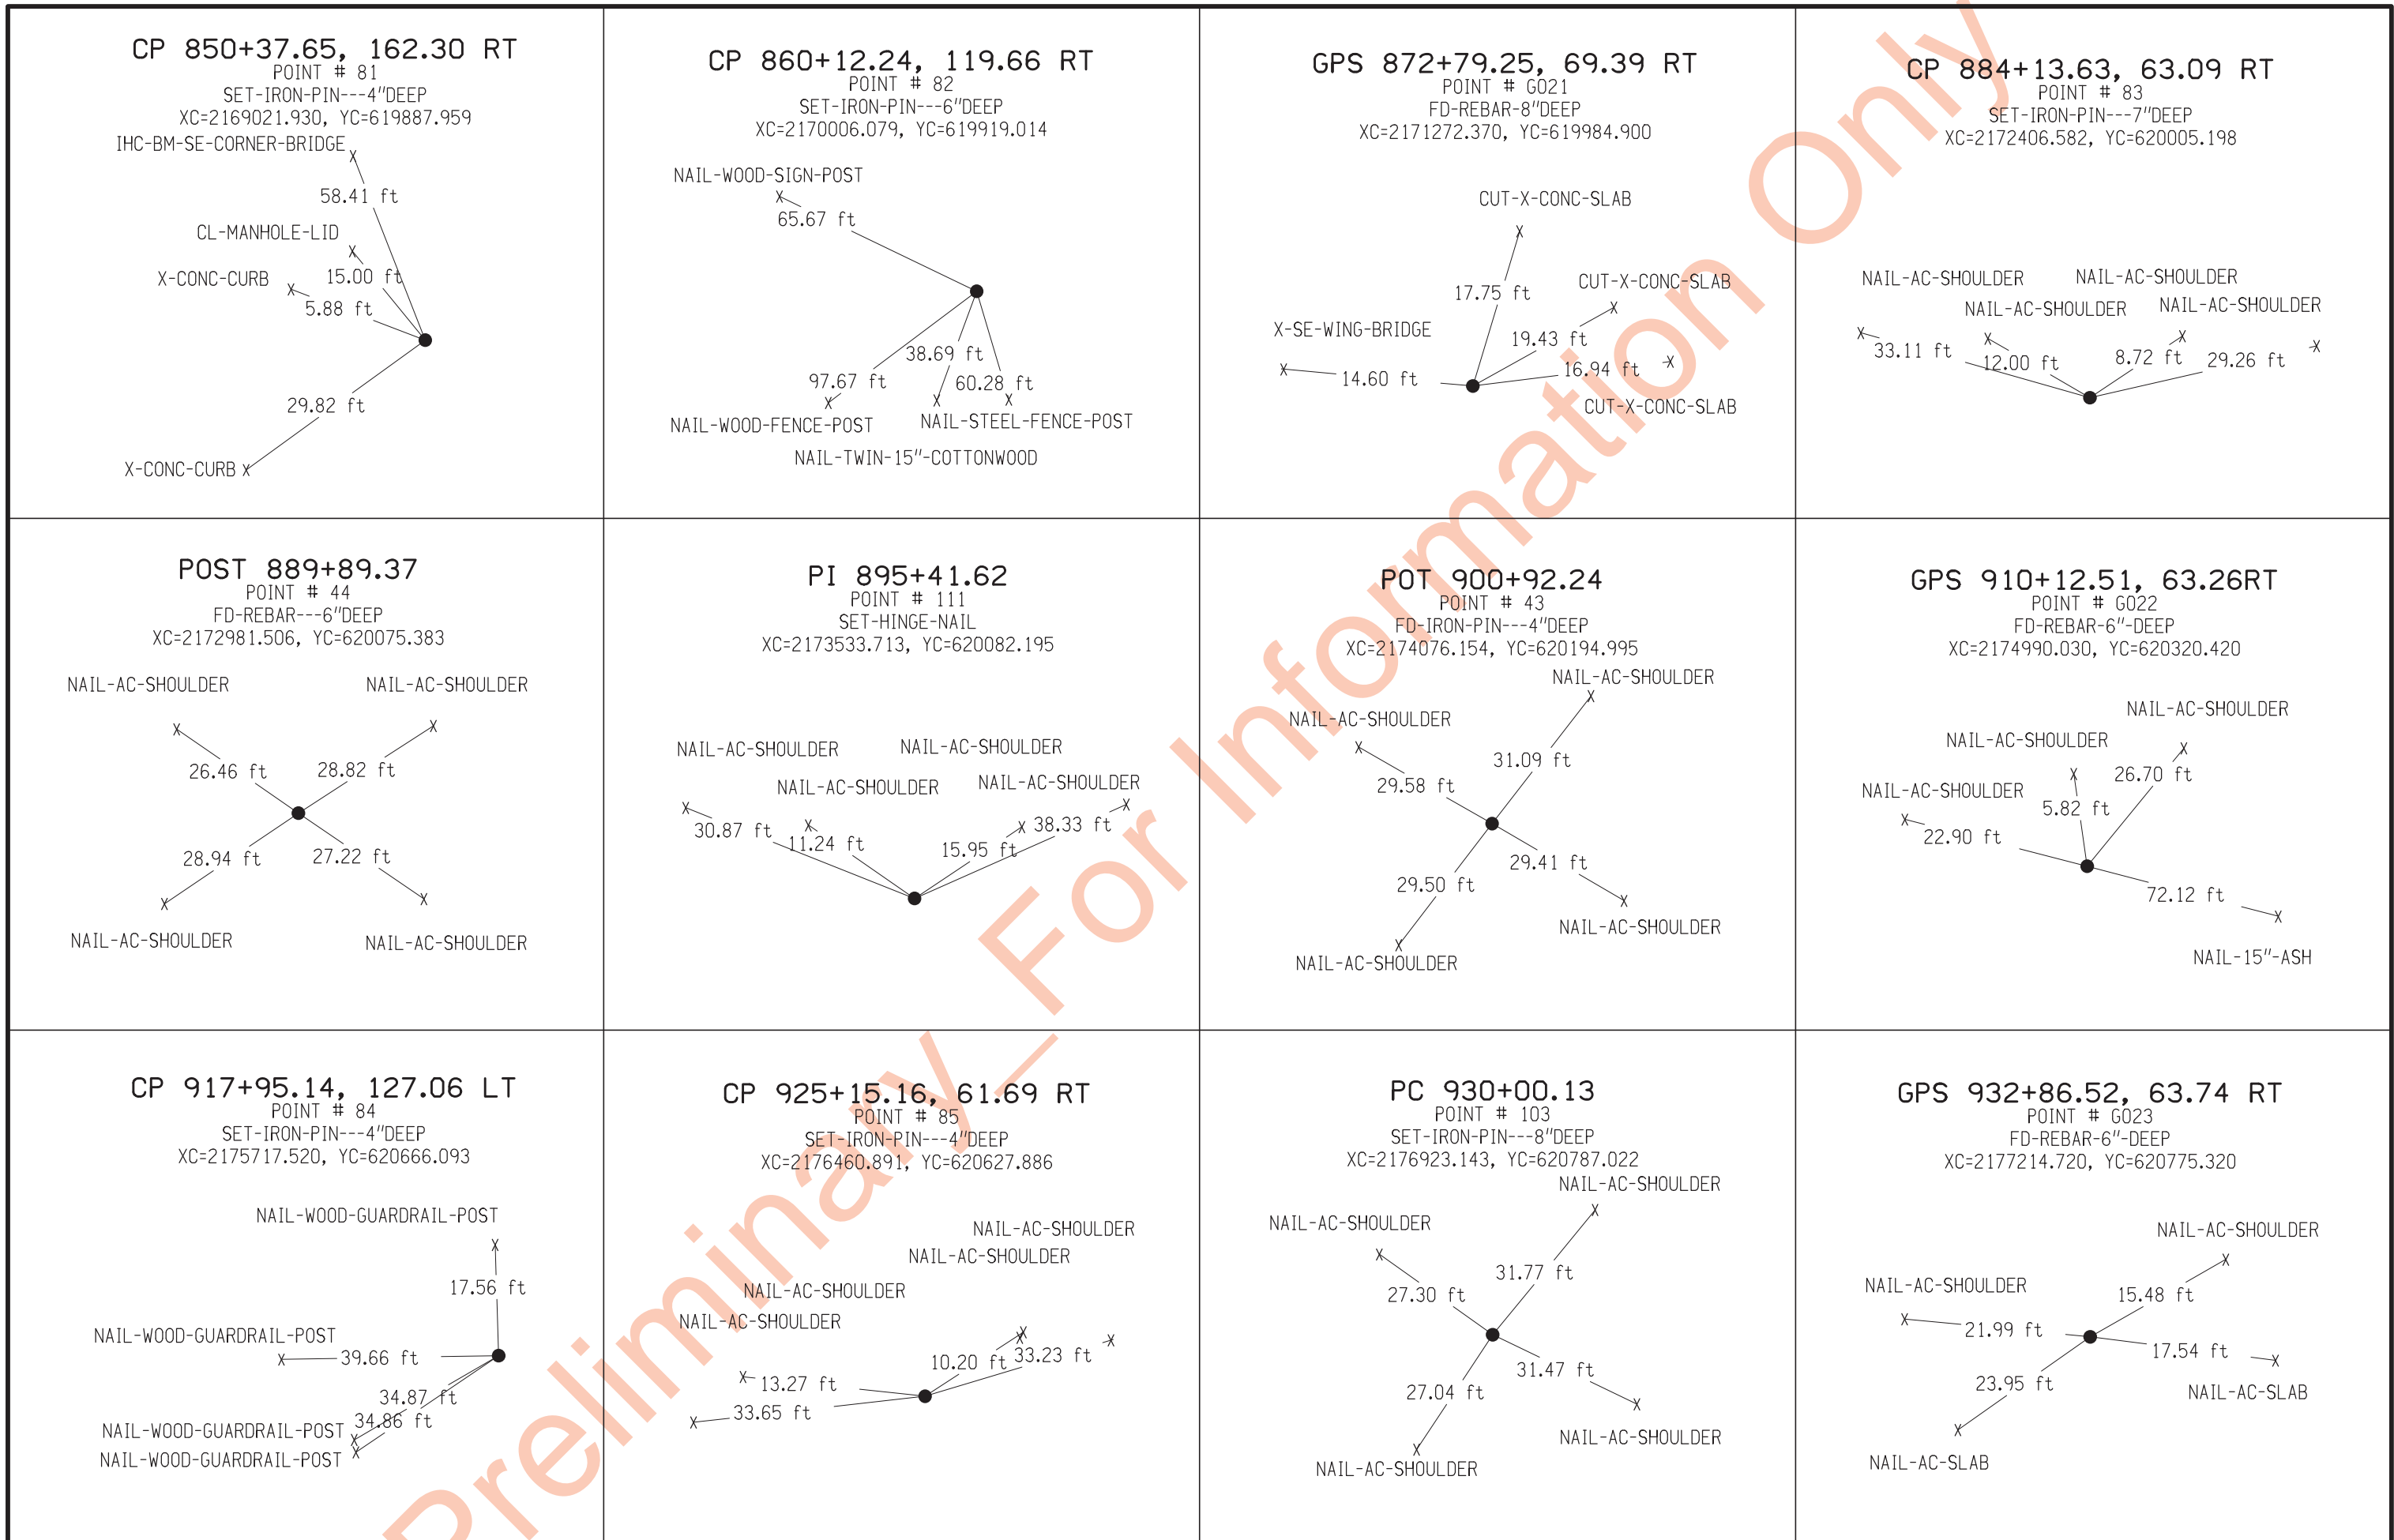 CP 850+37.65, 162.30 RT
POINT # 81
SET-IRON-PIN---4"DEEP
XC=2169021.930, YC=619887.959
IHC-BM-SE-CORNER-BRIDGE
58.41 ft
CL-MANHOLE-LID
X-CONC-CURB
15.00 ft
5.88 ft
29.82 ft
X-CONC-CURB
CP 860+12.24, 119.66 RT
POINT # 82
SET-IRON-PIN---6"DEEP
XC=2170006.079, YC=619919.014
NAIL-WOOD-SIGN-POST
65.67 ft
38.69 ft
97.67 ft
60.28 ft
NAIL-WOOD-FENCE-POST
NAIL-STEEL-FENCE-POST
NAIL-TWIN-15"-COTTONWOOD
GPS 872+79.25, 69.39 RT
POINT # G021
FD-REBAR-8"DEEP
XC=2171272.370, YC=619984.900
CUT-X-CONC-SLAB
17.75 ft
CUT-X-CONC-SLAB
X-SE-WING-BRIDGE
19.43 ft
14.60 ft
16.94 ft
CUT-X-CONC-SLAB
CP 884+13.63, 63.09 RT
POINT # 83
SET-IRON-PIN---7"DEEP
XC=2172406.582, YC=620005.198
NAIL-AC-SHOULDER
NAIL-AC-SHOULDER
NAIL-AC-SHOULDER
NAIL-AC-SHOULDER
33.11 ft
12.00 ft
8.72 ft
29.26 ft
POST 889+89.37
POINT # 44
FD-REBAR---6"DEEP
XC=2172981.506, YC=620075.383
NAIL-AC-SHOULDER
NAIL-AC-SHOULDER
26.46 ft
28.82 ft
28.94 ft
27.22 ft
NAIL-AC-SHOULDER
NAIL-AC-SHOULDER
PI 895+41.62
POINT # 111
SET-HINGE-NAIL
XC=2173533.713, YC=620082.195
NAIL-AC-SHOULDER
NAIL-AC-SHOULDER
NAIL-AC-SHOULDER
NAIL-AC-SHOULDER
30.87 ft
11.24 ft
15.95 ft
38.33 ft
POT 900+92.24
POINT # 43
FD-IRON-PIN---4"DEEP
XC=2174076.154, YC=620194.995
NAIL-AC-SHOULDER
NAIL-AC-SHOULDER
31.09 ft
29.58 ft
29.41 ft
29.50 ft
NAIL-AC-SHOULDER
NAIL-AC-SHOULDER
GPS 910+12.51, 63.26RT
POINT # G022
FD-REBAR-6"-DEEP
XC=2174990.030, YC=620320.420
NAIL-AC-SHOULDER
NAIL-AC-SHOULDER
26.70 ft
NAIL-AC-SHOULDER
5.82 ft
22.90 ft
72.12 ft
NAIL-15"-ASH
CP 917+95.14, 127.06 LT
POINT # 84
SET-IRON-PIN---4"DEEP
XC=2175717.520, YC=620666.093
NAIL-WOOD-GUARDRAIL-POST
17.56 ft
NAIL-WOOD-GUARDRAIL-POST
39.66 ft
34.87 ft
34.86 ft
NAIL-WOOD-GUARDRAIL-POST
NAIL-WOOD-GUARDRAIL-POST
CP 925+15.16, 61.69 RT
POINT # 85
SET-IRON-PIN---4"DEEP
XC=2176460.891, YC=620627.886
NAIL-AC-SHOULDER
NAIL-AC-SHOULDER
NAIL-AC-SHOULDER
NAIL-AC-SHOULDER
10.20 ft
33.23 ft
13.27 ft
33.65 ft
PC 930+00.13
POINT # 103
SET-IRON-PIN---8"DEEP
XC=2176923.143, YC=620787.022
NAIL-AC-SHOULDER
NAIL-AC-SHOULDER
31.77 ft
27.30 ft
31.47 ft
27.04 ft
NAIL-AC-SHOULDER
NAIL-AC-SHOULDER
GPS 932+86.52, 63.74 RT
POINT # G023
FD-REBAR-6"-DEEP
XC=2177214.720, YC=620775.320
NAIL-AC-SHOULDER
NAIL-AC-SHOULDER
15.48 ft
21.99 ft
17.54 ft
23.95 ft
NAIL-AC-SLAB
NAIL-AC-SLAB
Preliminary_For Information Only